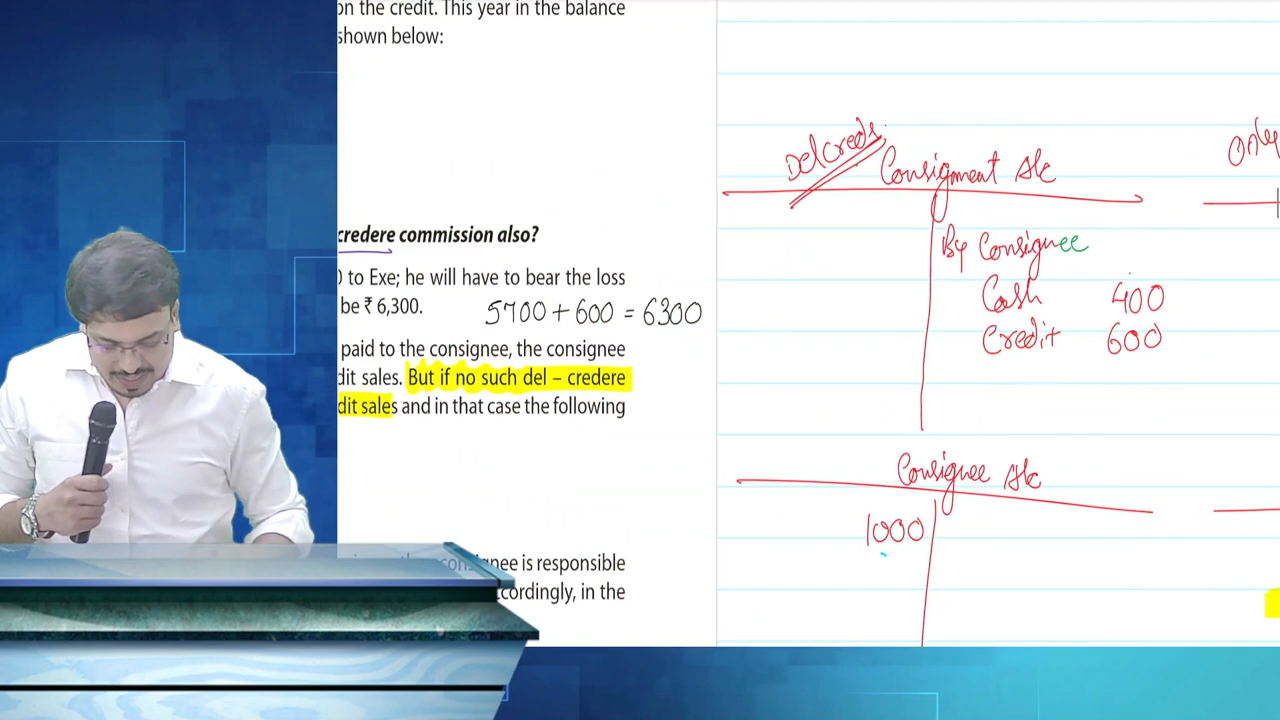 on the credit. This year in the balance
shown below:
credere commission also?
to Exe; he will have to bear the loss
be ₹ 6,300.
5700 + 600 = 6300
paid to the consignee, the consignee
dit sales. But if no such del – credere
dit sales and in that case the following
nee is responsible
ccordingly, in the
Del creds
Consignment A/c
Only
By Consignee
Cash 400
Credit 600
Consignee A/c
1000